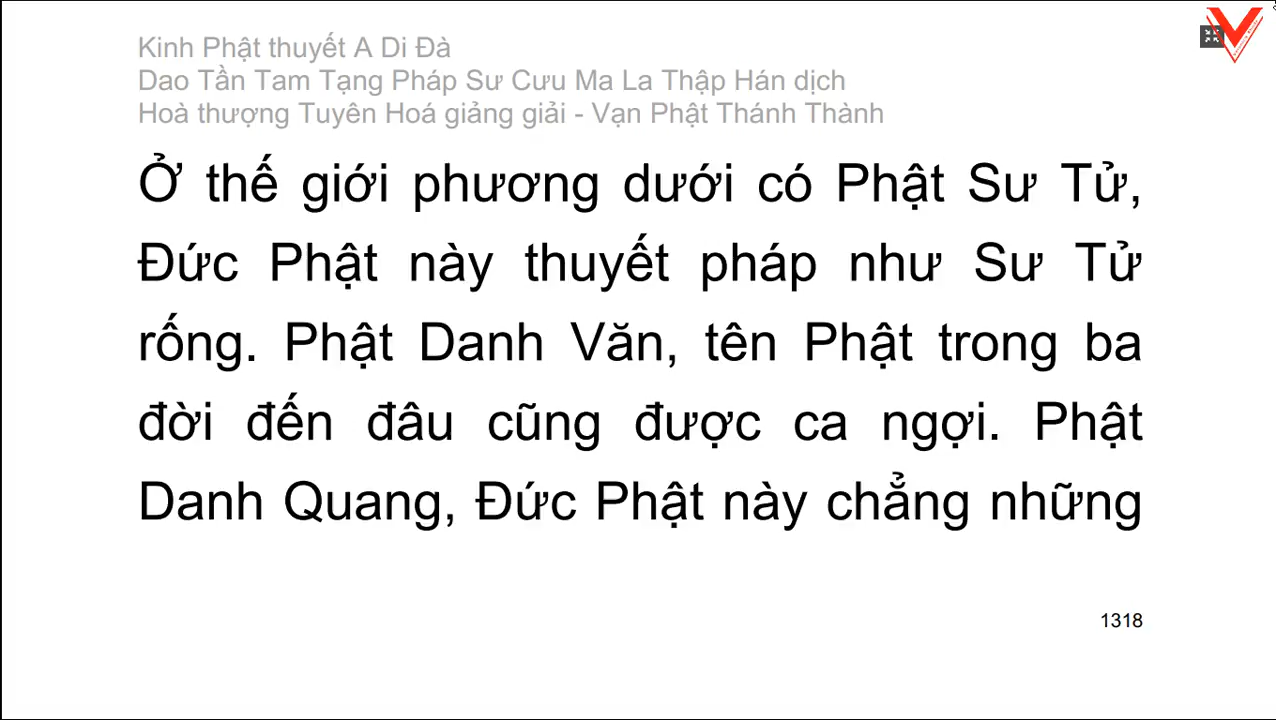 Kinh Phật thuyết A Di Đà
Dao Tần Tam Tạng Pháp Sư Cưu Ma La Thập Hán dịch
Hoà thượng Tuyên Hoá giảng giải - Vạn Phật Thánh Thành
Ở thế giới phương dưới có Phật Sư Tử,
Đức Phật này thuyết pháp như Sư Tử
rống. Phật Danh Văn, tên Phật trong ba
đời đến đâu cũng được ca ngợi. Phật
Danh Quang, Đức Phật này chẳng những
1318